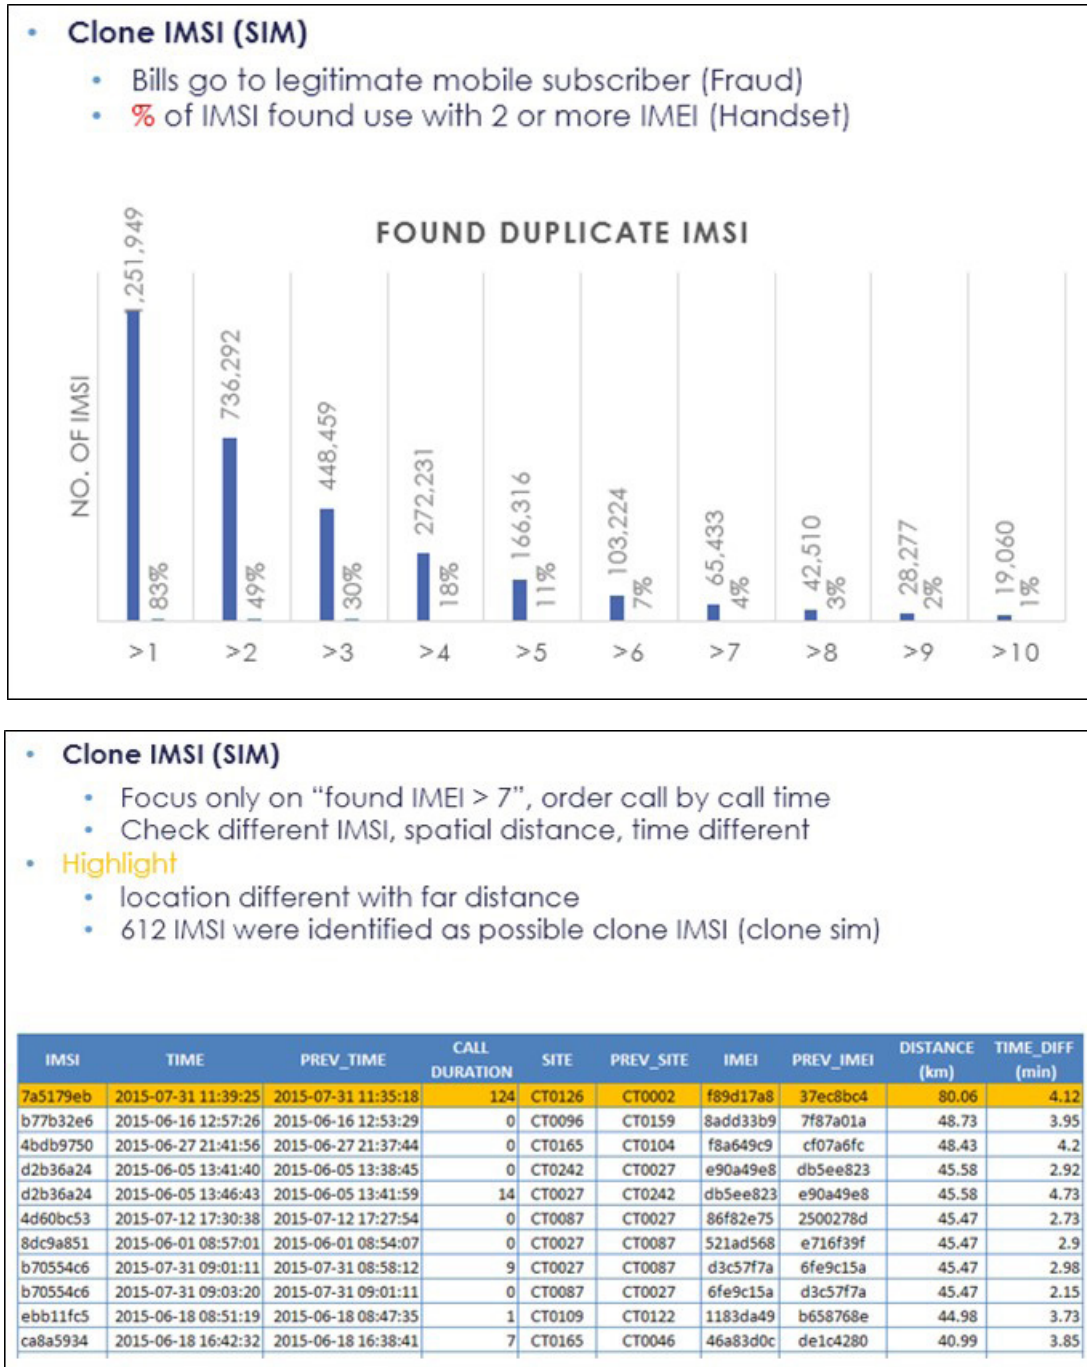 • Clone IMSI (SIM)
• Bills go to legitimate mobile subscriber (Fraud)
• % of IMSI found use with 2 or more IMEI (Handset)
FOUND DUPLICATE IMSI
NO. OF IMSI
1,251,949
83%
736,292
49%
448,459
30%
272,231
18%
166,316
11%
103,224
7%
65,433
4%
42,510
3%
28,277
2%
19,060
1%
>1 >2 >3 >4 >5 >6 >7 >8 >9 >10
• Clone IMSI (SIM)
• Focus only on “found IMEI > 7”, order call by call time
• Check different IMSI, spatial distance, time different
• Highlight
• location different with far distance
• 612 IMSI were identified as possible clone IMSI (clone sim)
IMSI TIME PREV_TIME CALL DURATION SITE PREV_SITE IMEI PREV_IMEI DISTANCE (km) TIME_DIFF (min)
7a5179eb 2015-07-31 11:39:25 2015-07-31 11:35:18 124 CT0126 CT0002 f89d17a8 37ec8bc4 80.06 4.12
b77b32e6 2015-06-16 12:57:26 2015-06-16 12:53:29 0 CT0096 CT0159 8add33b9 7f87a01a 48.73 3.95
4bdb9750 2015-06-27 21:41:56 2015-06-27 21:37:44 0 CT0165 CT0104 f8a649c9 cf07a6fc 48.43 4.2
d2b36a24 2015-06-05 13:41:40 2015-06-05 13:38:45 0 CT0242 CT0027 e90a49e8 db5ee823 45.58 2.92
d2b36a24 2015-06-05 13:46:43 2015-06-05 13:41:59 14 CT0027 CT0242 db5ee823 e90a49e8 45.58 4.73
4d60bc53 2015-07-12 17:30:38 2015-07-12 17:27:54 0 CT0087 CT0027 86f82e75 2500278d 45.47 2.73
8dc9a851 2015-06-01 08:57:01 2015-06-01 08:54:07 0 CT0027 CT0087 521ad568 e716f39f 45.47 2.9
b70554c6 2015-07-31 09:01:11 2015-07-31 08:58:12 9 CT0027 CT0087 d3c57f7a 6fe9c15a 45.47 2.98
b70554c6 2015-07-31 09:03:20 2015-07-31 09:01:11 0 CT0087 CT0027 6fe9c15a d3c57f7a 45.47 2.15
ebb11fc5 2015-06-18 08:51:19 2015-06-18 08:47:35 1 CT0109 CT0122 1183da49 b658768e 44.98 3.73
ca8a5934 2015-06-18 16:42:32 2015-06-18 16:38:41 7 CT0165 CT0046 46a83d0c de1c4280 40.99 3.85